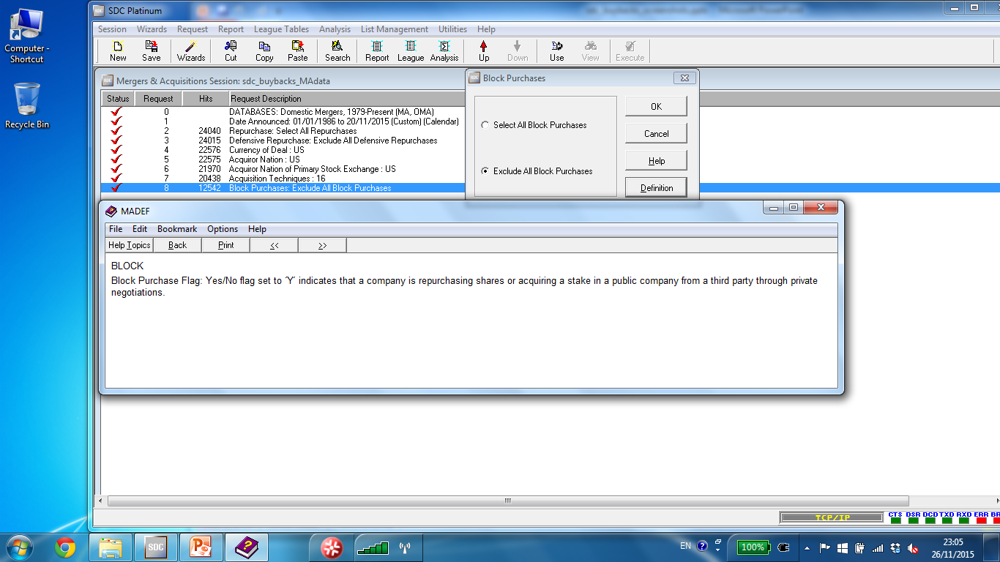 Computer - Shortcut
Recycle Bin
SDC Platinum
Session Wizards Request Report League Tables Analysis List Management Utilities Help
New Save Wizards Cut Copy Paste Search Report League Analysis Up Down Use View Execute
Mergers & Acquisitions Session: sdc_buybacks_MAdata
Status Request Hits Request Description
0 DATABASES: Domestic Mergers, 1979-Present (MA, OMA)
1 Date Announced: 01/01/1986 to 20/11/2015 (Custom) (Calendar)
2 24040 Repurchase: Select All Repurchases
3 24015 Defensive Repurchase: Exclude All Defensive Repurchases
4 22576 Currency of Deal : US
5 22575 Acquiror Nation : US
6 21970 Acquiror Nation of Primary Stock Exchange : US
7 20438 Acquisition Techniques : 16
8 12542 Block Purchases: Exclude All Block Purchases
Block Purchases
Select All Block Purchases
Exclude All Block Purchases
OK
Cancel
Help
Definition
MADEF
File Edit Bookmark Options Help
Help Topics Back Print << >>
BLOCK
Block Purchase Flag: Yes/No flag set to ´Y´ indicates that a company is repurchasing shares or acquiring a stake in a public company from a third party through private
negotiations.
TCP/IP
CTS DSR DCD TXD RXD ERR
SDC
EN
100%
23:05
26/11/2015